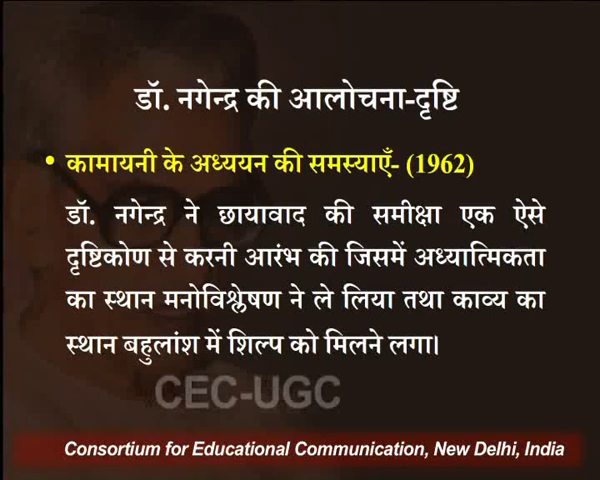 डॉ. नगेन्द्र की आलोचना-दृष्टि
• कामायनी के अध्ययन की समस्याएँ- (1962)
डॉ. नगेन्द्र ने छायावाद की समीक्षा एक ऐसे
दृष्टिकोण से करनी आरंभ की जिसमें अध्यात्मिकता
का स्थान मनोविश्लेषण ने ले लिया तथा काव्य का
स्थान बहुलांश में शिल्प को मिलने लगा।
CEC-UGC
Consortium for Educational Communication, New Delhi, India